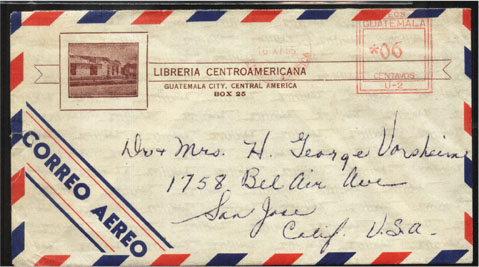 GUATEMALA
*06
CENTAVOS
U-2
LIBRERIA CENTROAMERICANA
GUATEMALA CITY, CENTRAL AMERICA
BOX 25
CORREO AEREO
Dr & Mrs. H. George Vorsheim
1758 Bel Air Ave
San Jose
Calif. U.S.A.